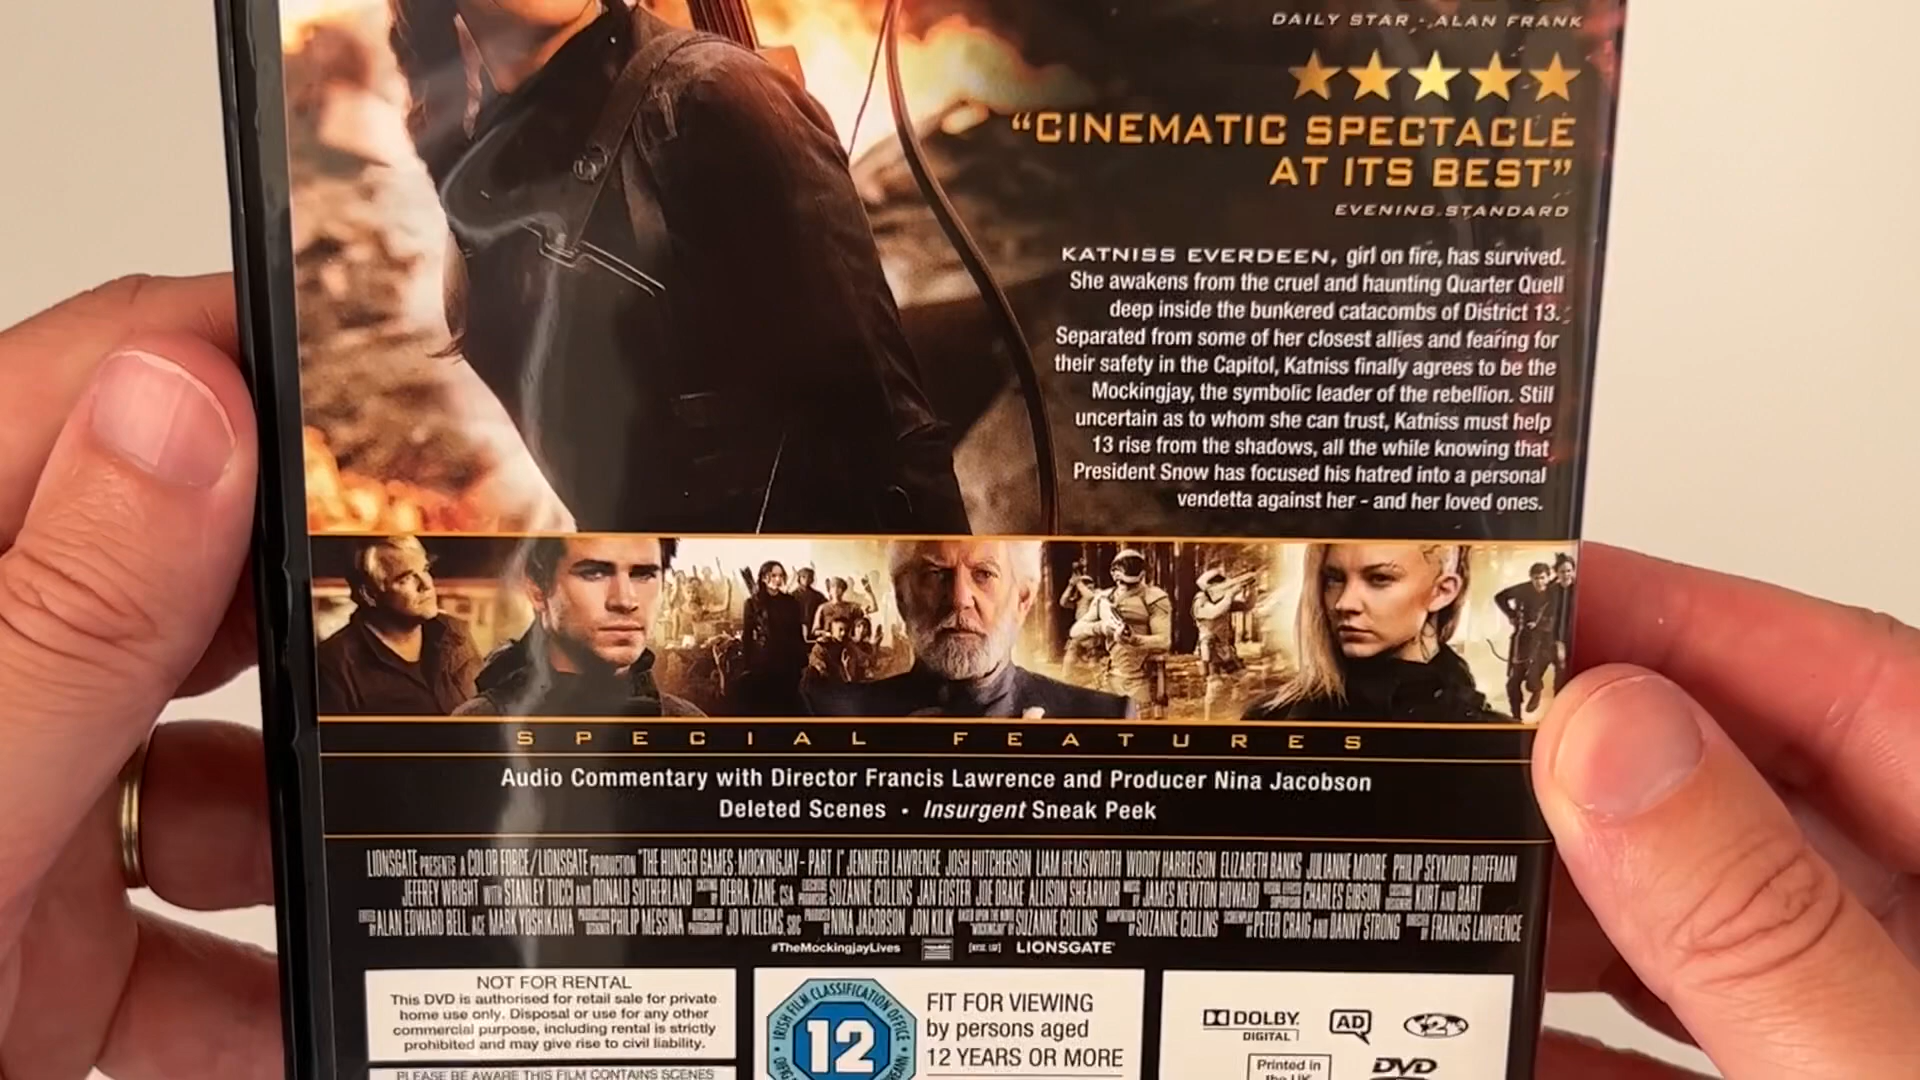 DAILY STAR - ALAN FRANK
“CINEMATIC SPECTACLE
AT ITS BEST”
EVENING STANDARD
KATNISS EVERDEEN, girl on fire, has survived.
She awakens from the cruel and haunting Quarter Quell
deep inside the bunkered catacombs of District 13.
Separated from some of her closest allies and fearing for
their safety in the Capitol, Katniss finally agrees to be the
Mockingjay, the symbolic leader of the rebellion. Still
uncertain as to whom she can trust, Katniss must help
13 rise from the shadows, all the while knowing that
President Snow has focused his hatred into a personal
vendetta against her - and her loved ones.
SPECIAL FEATURES
Audio Commentary with Director Francis Lawrence and Producer Nina Jacobson
Deleted Scenes • Insurgent Sneak Peek
LIONSGATE PRESENTS A COLOR FORCE/LIONSGATE PRODUCTION "THE HUNGER GAMES: MOCKINGJAY - PART 1" JENNIFER LAWRENCE JOSH HUTCHERSON LIAM HEMSWORTH WOODY HARRELSON ELIZABETH BANKS JULIANNE MOORE PHILIP SEYMOUR HOFFMAN
JEFFREY WRIGHT WITH STANLEY TUCCI AND DONALD SUTHERLAND DEBRA ZANE, CSA SUZANNE COLLINS JAN FOSTER JOE DRAKE ALLISON SHEARMUR JAMES NEWTON HOWARD CHARLES GIBSON KURT AND BART
ALAN EDWARD BELL, ACE MARK YOSHIKAWA PHILIP MESSINA JO WILLEMS, SBC NINA JACOBSON JON KILIK SUZANNE COLLINS SUZANNE COLLINS PETER CRAIG AND DANNY STRONG FRANCIS LAWRENCE
#TheMockingjayLives LIONSGATE
NOT FOR RENTAL
This DVD is authorised for retail sale for private
home use only. Disposal or use for any other
commercial purpose, including rental is strictly
prohibited and may give rise to civil liability.
PLEASE BE AWARE THIS FILM CONTAINS SCENES
IRISH FILM CLASSIFICATION OFFICE
12
FIT FOR VIEWING
by persons aged
12 YEARS OR MORE
DOLBY
DIGITAL
AD
2
Printed in
the UK
DVD